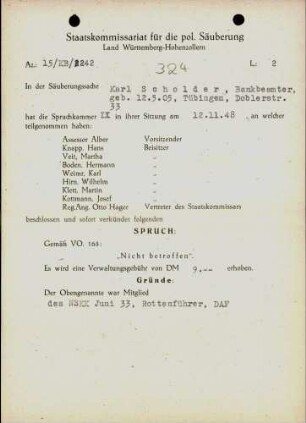 Staatskommissariat für die pol. Säuberung
Land Württemberg-Hohenzollern
Az. 15/KB/2242 L: 2
324
In der Säuberungssache Karl Scholder, Bankbeamter,
geb. 12.5.05, Tübingen, Doblerstr.
33
hat die Spruchkammer IX in ihrer Sitzung am 12.11.48 an welcher
teilgenommen haben:
Assessor Vorsitzender
Knapp, Hans Beisitzer
Veit, Martha "
Boden, Hermann "
Weimr, Karl "
Hirn, Wilhelm "
Klett, Martin "
Kettmann, Josef "
Reg.Ang. Otto Hager Vertreter des Staatskommissars
beschlossen und sofort verkündet folgenden
SPRUCH:
Gemäß VO. 165:
„Nicht betroffen".
Es wird eine Verwaltungsgebühr von DM 9,-- erhoben.
Gründe:
Der Obengenannte war Mitglied
des NSKK Juni 33, Rottenführer, DAF